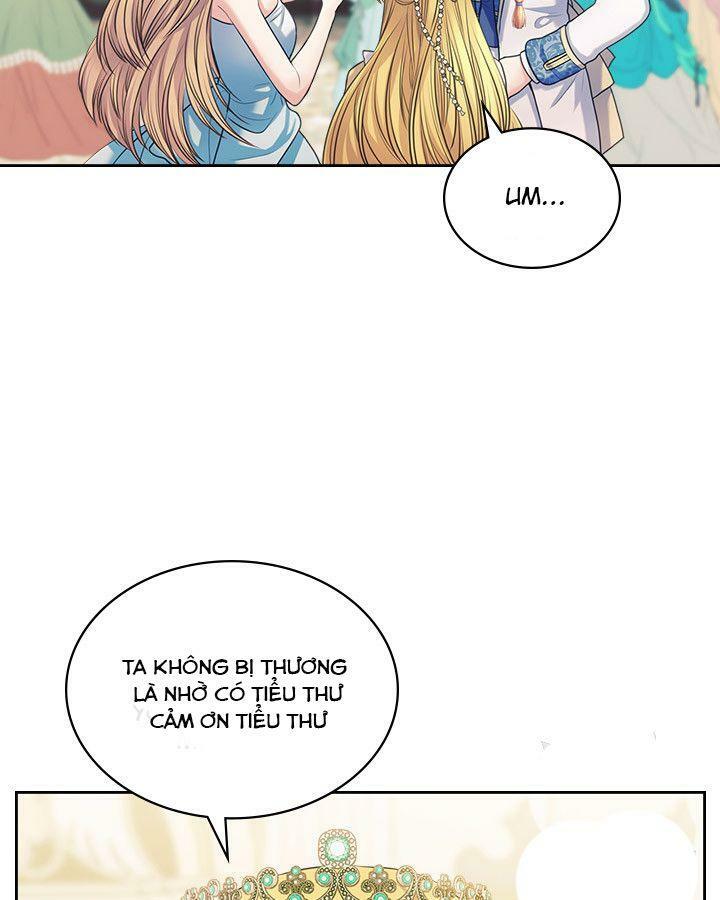 UM...
TA KHÔNG BỊ THƯƠNG
LÀ NHỜ CÓ TIỂU THƯ
CẢM ƠN TIỂU THƯ